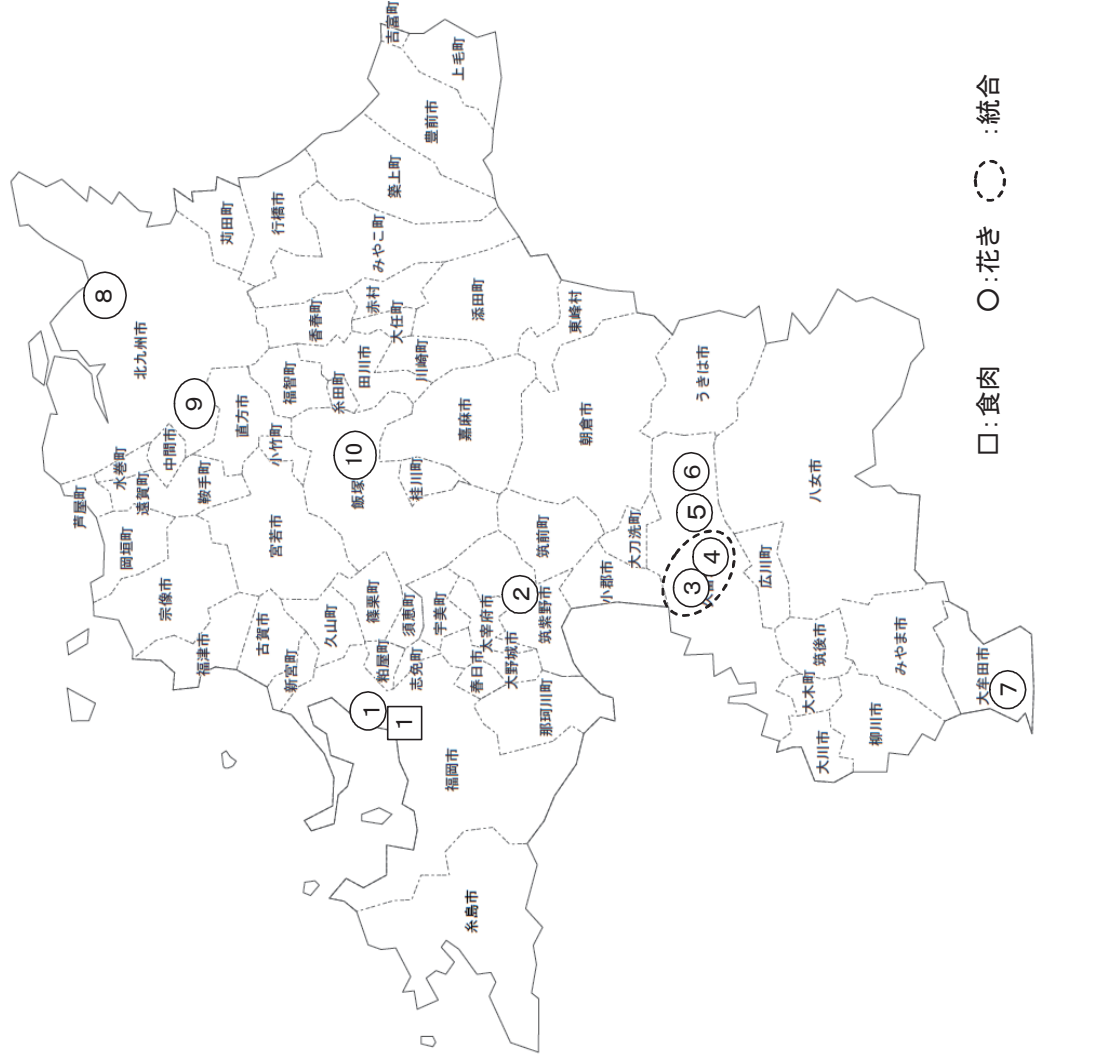 吉富町
上毛町
豊前市
築上町
苅田町
行橋市
みやこ町
8
北九州市
香春町
赤村
大任町
添田町
東峰村
田川市
川崎町
福智町
糸田町
うきは市
9
直方市
小竹町
中間市
水巻町
遠賀町
鞍手町
芦屋町
10
飯塚
桂川町
嘉麻市
朝倉市
岡垣町
宮若市
宗像市
福津市
古賀市
新宮町
久山町
篠栗町
須恵町
粕屋町
志免町
宇美町
太宰府市
春日市
大野城市
2
筑紫野市
筑前町
那珂川町
小郡市
大刀洗町
6
5
4
3
八女市
広川町
筑後市
大木町
みやま市
大川市
柳川市
大牟田市
7
1
1
福岡市
糸島市
□:食肉
○:花き
:統合